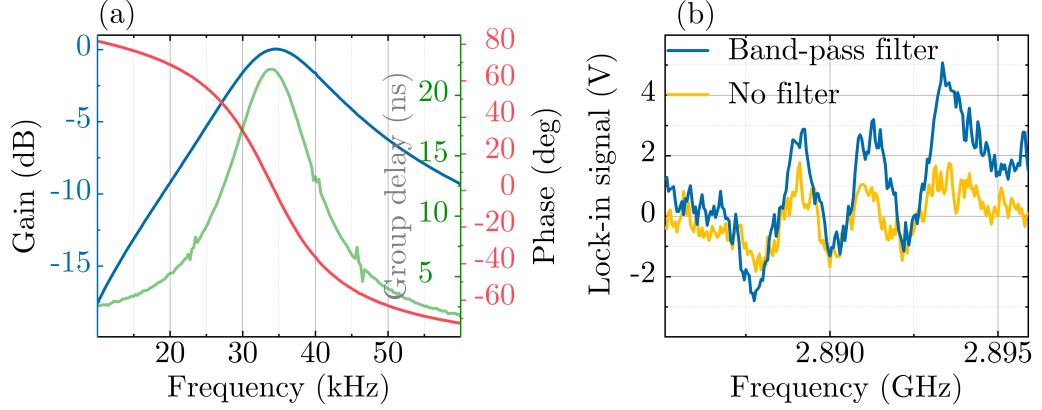 (a)
0
-5
-10
-15
Gain (dB)
20
30
40
50
Frequency (kHz)
20
15
10
5
Group delay (ns)
80
60
40
20
0
-20
-40
-60
Phase (deg)
(b)
Band-pass filter
No filter
4
2
0
-2
Lock-in signal (V)
2.890
2.895
Frequency (GHz)